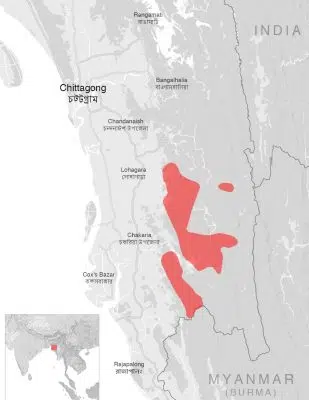 Rangamati
রাঙামাটি
INDIA
Bangalhalia
Chittagong
চট্টগ্রাম
Chandanaish
চন্দনাইশ উপজেলা
Lohagara
লোহাগাড়া
Chakaria
চকরিয়া উপজেলা
Cox's Bazar
কক্সবাজার
Rajapalong
রাজাপালং
MYANMAR
(BURMA)